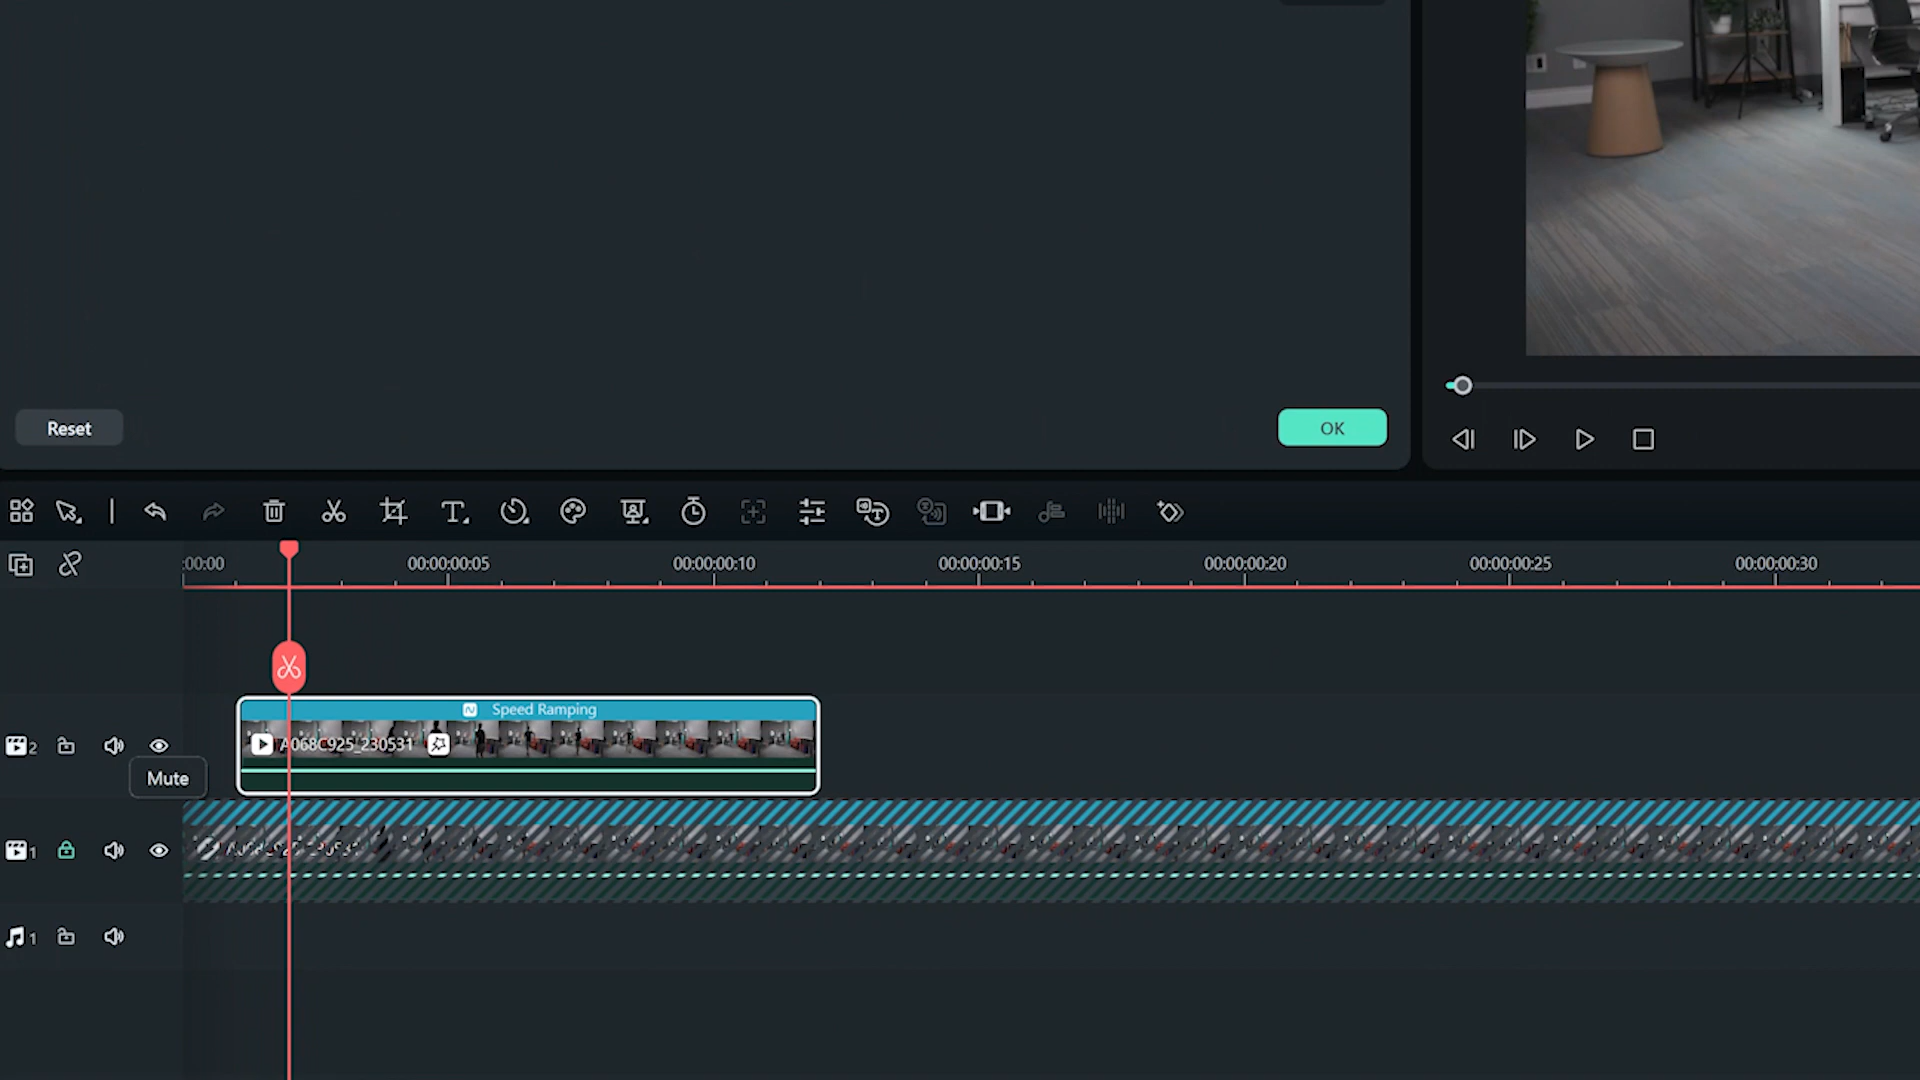 Reset
OK
:00:00
00:00:00:05
00:00:00:10
00:00:00:15
00:00:00:20
00:00:00:25
00:00:00:30
Speed Ramping
2
A068C925_230531
Mute
1
A068C925_230531
1